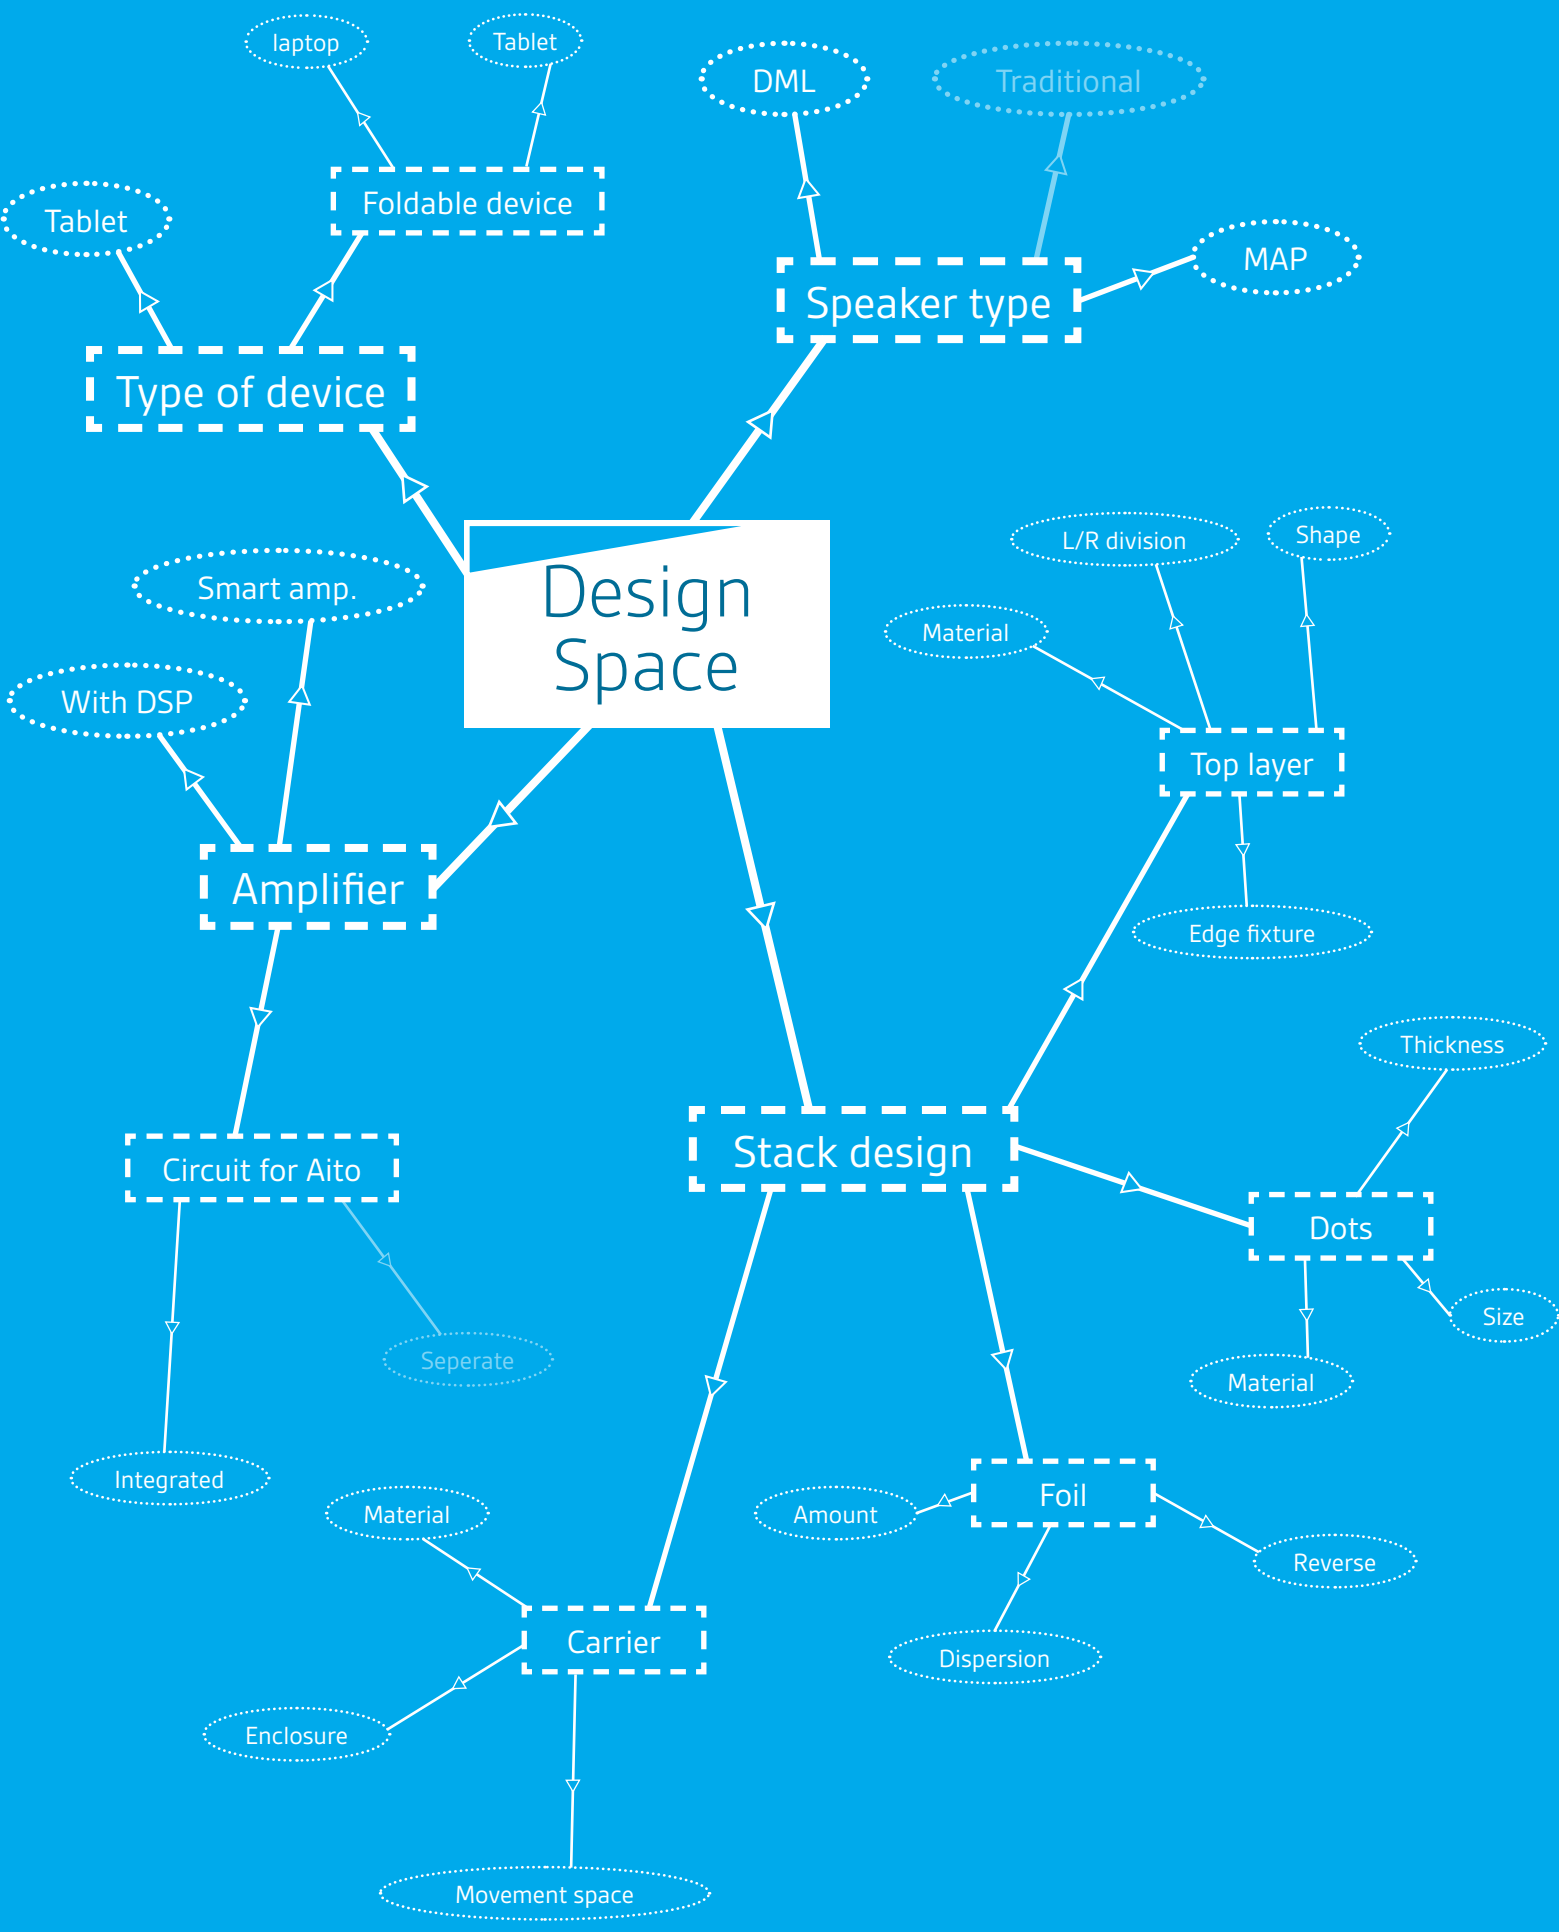 laptop
Tablet
DML
Traditional
Foldable device
Tablet
MAP
Speaker type
Type of device
Design
Space
L/R division
Shape
Smart amp.
Material
With DSP
Top layer
Amplifier
Edge fixture
Thickness
Stack design
Circuit for Aito
Dots
Size
Seperate
Material
Integrated
Foil
Material
Amount
Reverse
Carrier
Dispersion
Enclosure
Movement space